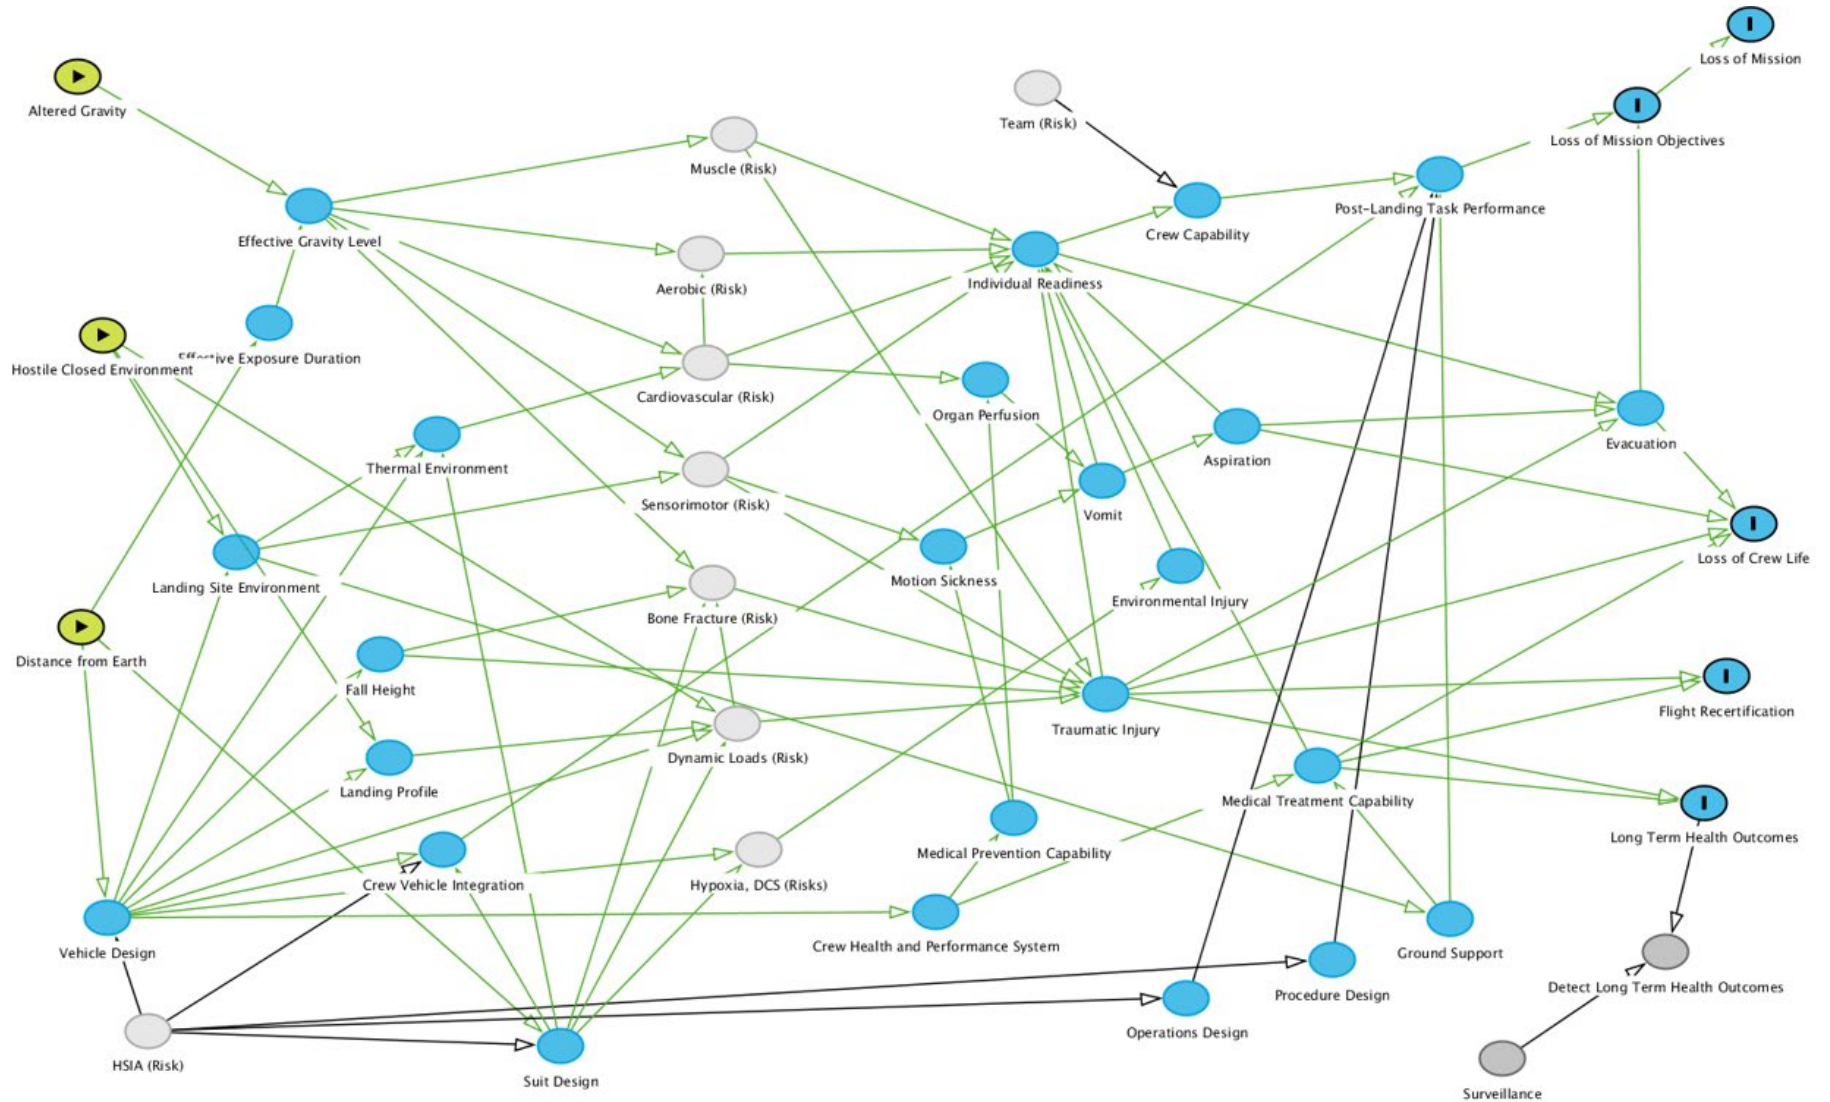 Loss of Mission
Altered Gravity
Team (Risk)
Loss of Mission Objectives
Muscle (Risk)
Post-Landing Task Performance
Crew Capability
Effective Gravity Level
Individual Readiness
Aerobic (Risk)
Effective Exposure Duration
Hostile Closed Environment
Cardiovascular (Risk)
Organ Perfusion
Evacuation
Aspiration
Thermal Environment
Sensorimotor (Risk)
Vomit
Loss of Crew Life
Motion Sickness
Landing Site Environment
Environmental Injury
Bone Fracture (Risk)
Distance from Earth
Fall Height
Flight Recertification
Traumatic Injury
Dynamic Loads (Risk)
Landing Profile
Medical Treatment Capability
Long Term Health Outcomes
Medical Prevention Capability
Crew Vehicle Integration
Hypoxia, DCS (Risks)
Crew Health and Performance System
Vehicle Design
Ground Support
Detect Long Term Health Outcomes
Procedure Design
Operations Design
HSIA (Risk)
Suit Design
Surveillance